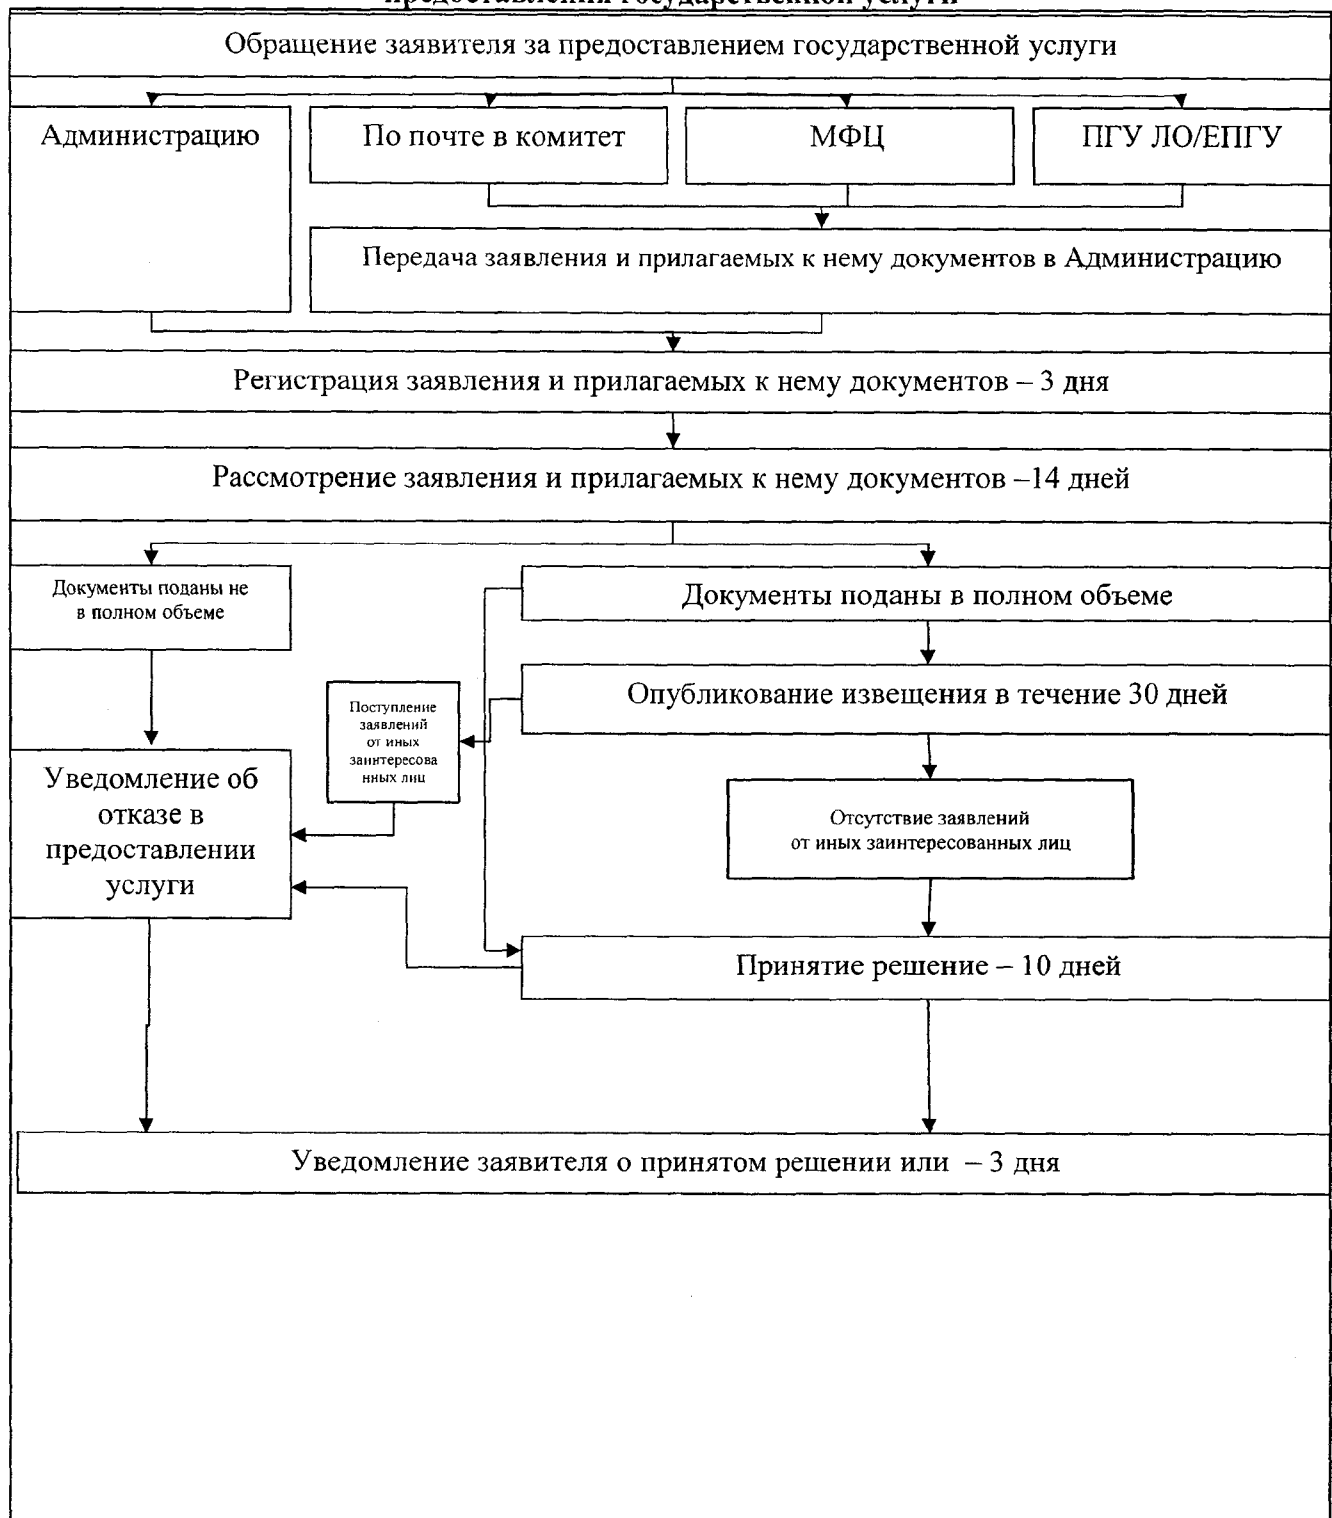 предоставления государственной услуги
Обращение заявителя за предоставлением государственной услуги
Администрацию
По почте в комитет
МФЦ
ПГУ ЛО/ЕПГУ
Передача заявления и прилагаемых к нему документов в Администрацию
Регистрация заявления и прилагаемых к нему документов – 3 дня
Рассмотрение заявления и прилагаемых к нему документов –14 дней
Документы поданы не
в полном объеме
Документы поданы в полном объеме
Опубликование извещения в течение 30 дней
Поступление
заявлений
от иных
заинтересова
нных лиц
Уведомление об
отказе в
предоставлении
услуги
Отсутствие заявлений
от иных заинтересованных лиц
Принятие решение – 10 дней
Уведомление заявителя о принятом решении или – 3 дня